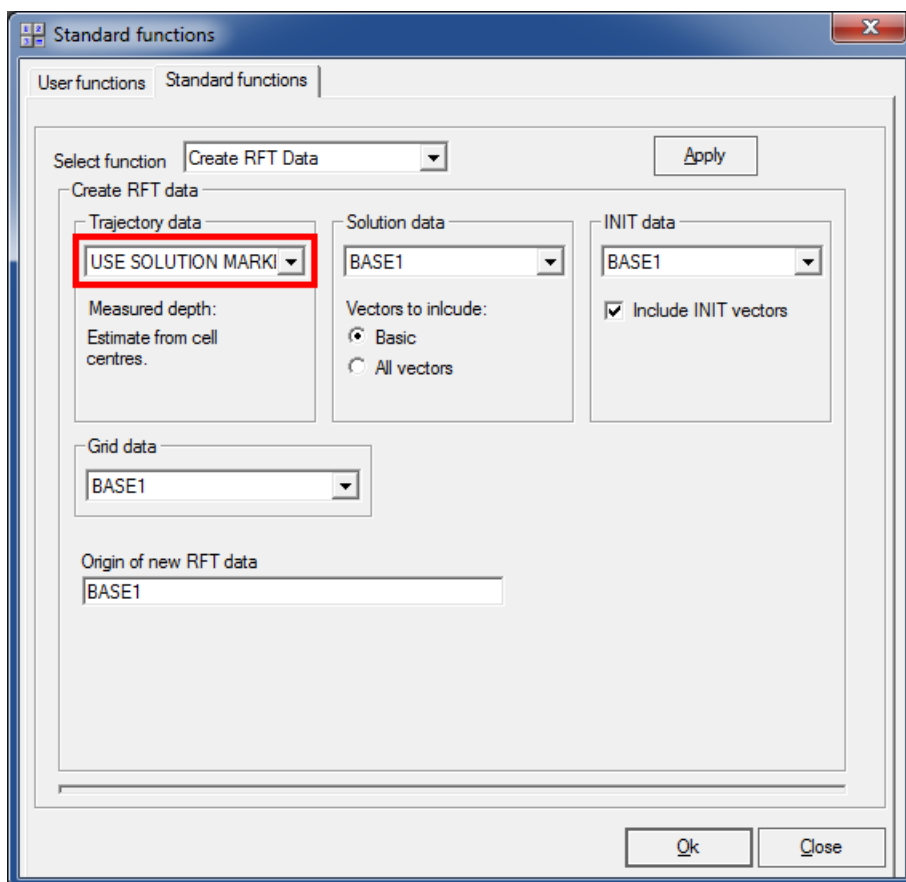 Standard functions
User functions Standard functions
Select function Create RFT Data Apply
Create RFT data
Trajectory data Solution data INIT data
USE SOLUTION MARKI BASE1 BASE1
Measured depth: Vectors to inlcude: Include INIT vectors
Estimate from cell Basic
centres. All vectors
Grid data
BASE1
Origin of new RFT data
BASE1
Ok Close